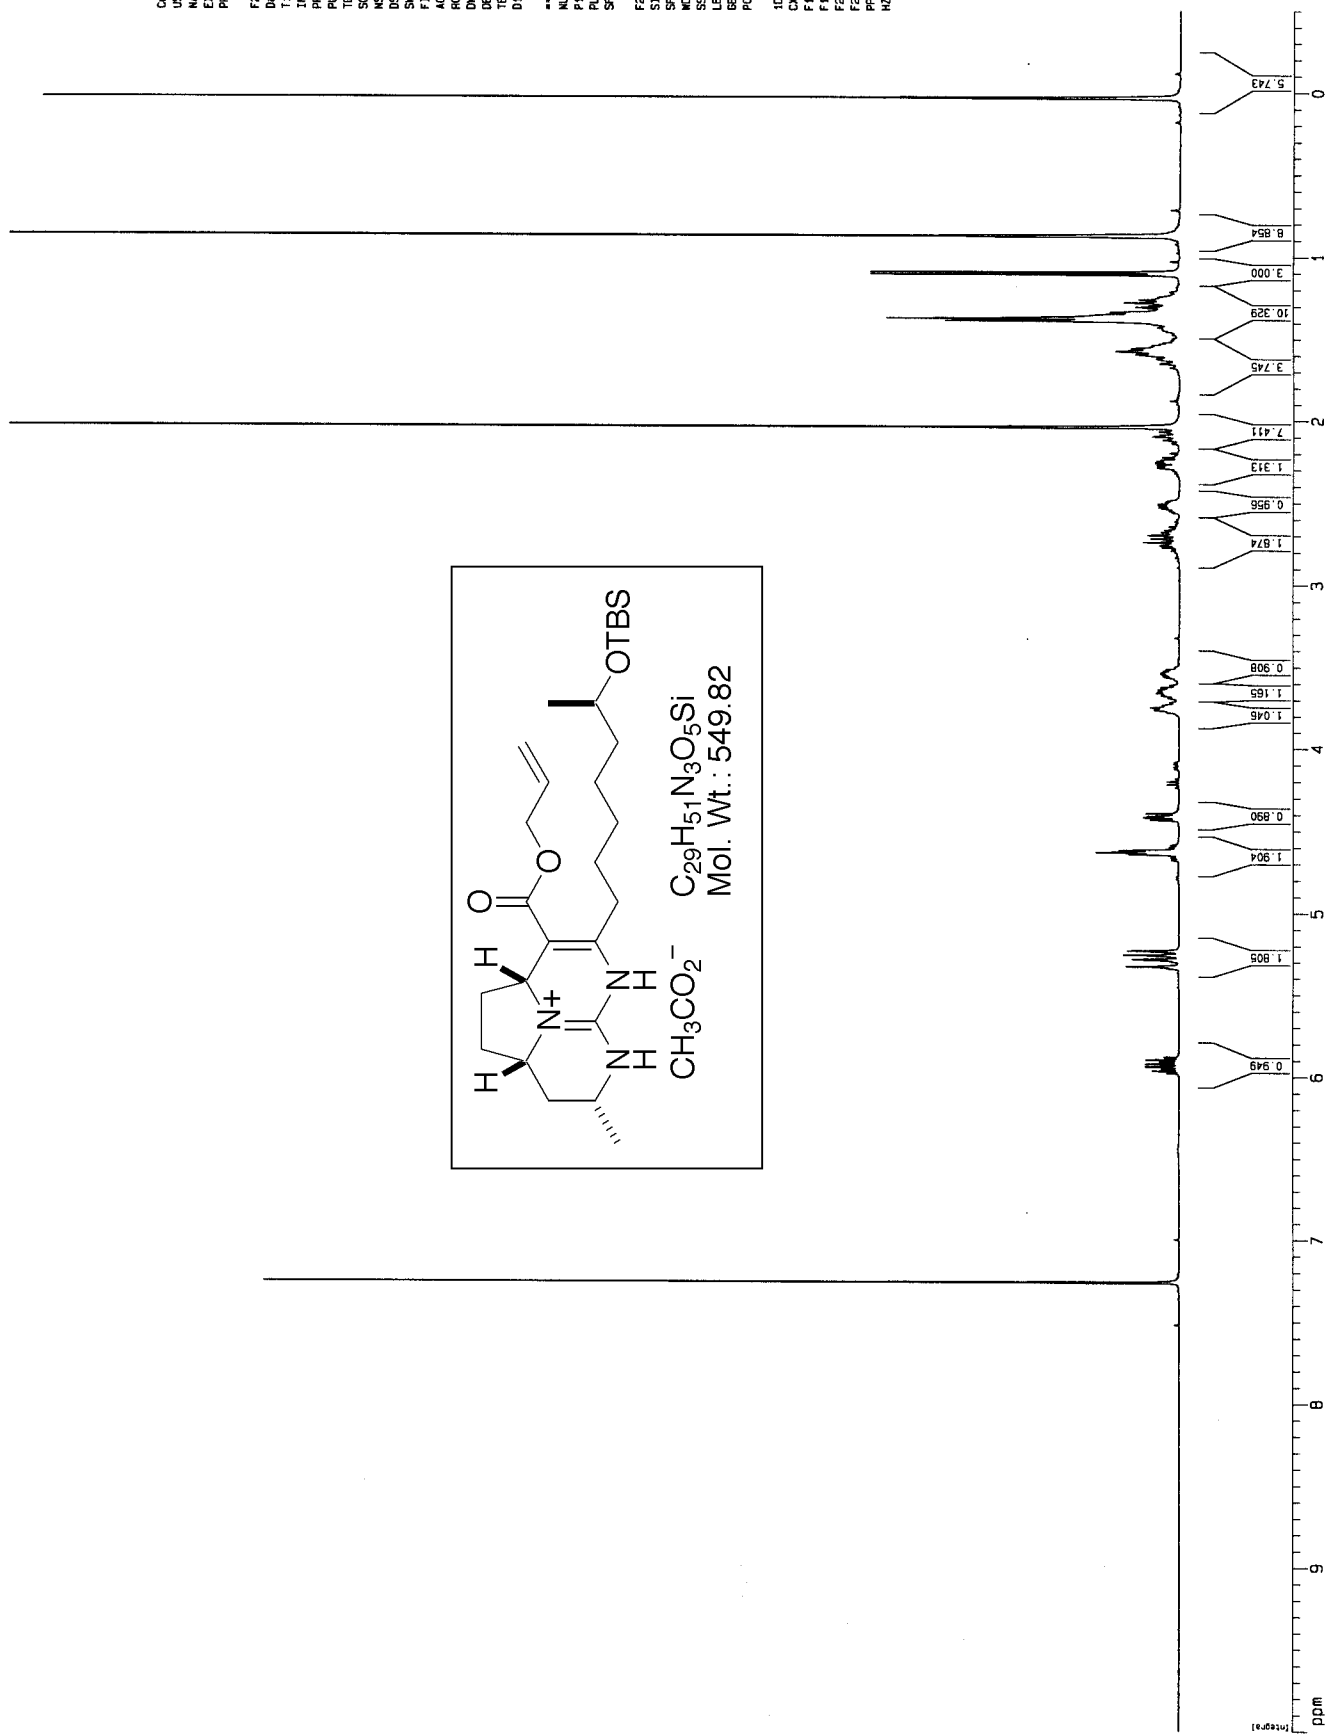 H H
O
O
N+
N
H
N
H
CH3CO2−
OTBS
C29H51N3O5Si
Mol. Wt.: 549.82
Integral
0.949
1.805
1.904
0.890
1.046
1.165
0.908
1.874
0.956
1.313
7.411
3.745
10.329
3.000
8.854
5.743
ppm 9 8 7 6 5 4 3 2 1 0